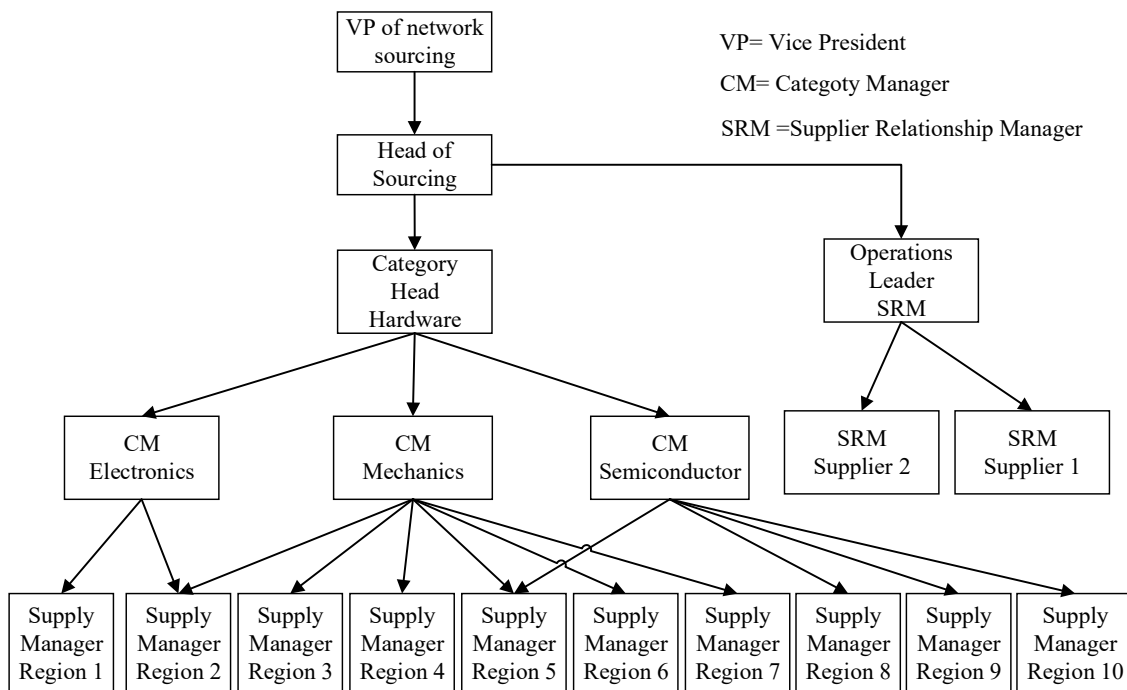 VP of network
sourcing
VP= Vice President
CM= Categoty Manager
SRM =Supplier Relationship Manager
Head of
Sourcing
Category
Head
Hardware
Operations
Leader
SRM
CM
Electronics
CM
Mechanics
CM
Semiconductor
SRM
Supplier 2
SRM
Supplier 1
Supply
Manager
Region 1
Supply
Manager
Region 2
Supply
Manager
Region 3
Supply
Manager
Region 4
Supply
Manager
Region 5
Supply
Manager
Region 6
Supply
Manager
Region 7
Supply
Manager
Region 8
Supply
Manager
Region 9
Supply
Manager
Region 10